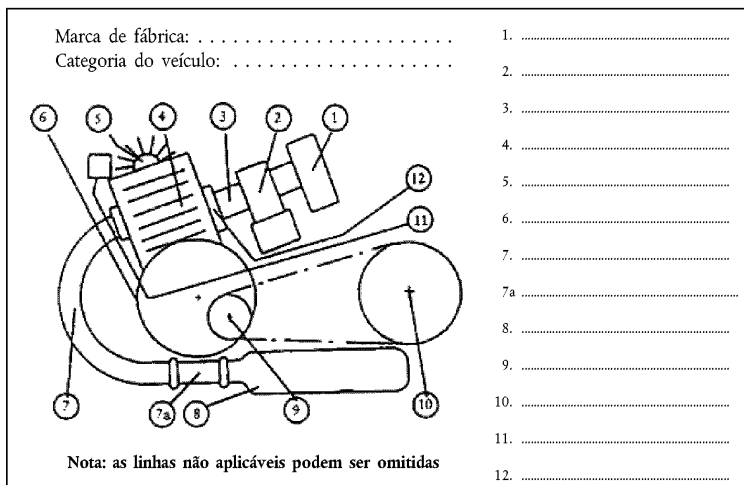 Marca de fábrica: . . . . . . . . . . . . . . . . . . . . . . .
Categoria do veículo: . . . . . . . . . . . . . . . . . . . .
6 5 4 3 2 1
12
11
7 7a 8 9 10
Nota: as linhas não aplicáveis podem ser omitidas
1. ..............................
2. ..............................
3. ..............................
4. ..............................
5. ..............................
6. ..............................
7. ..............................
7a ..............................
8. ..............................
9. ..............................
10. ..............................
11. ..............................
12. ..............................